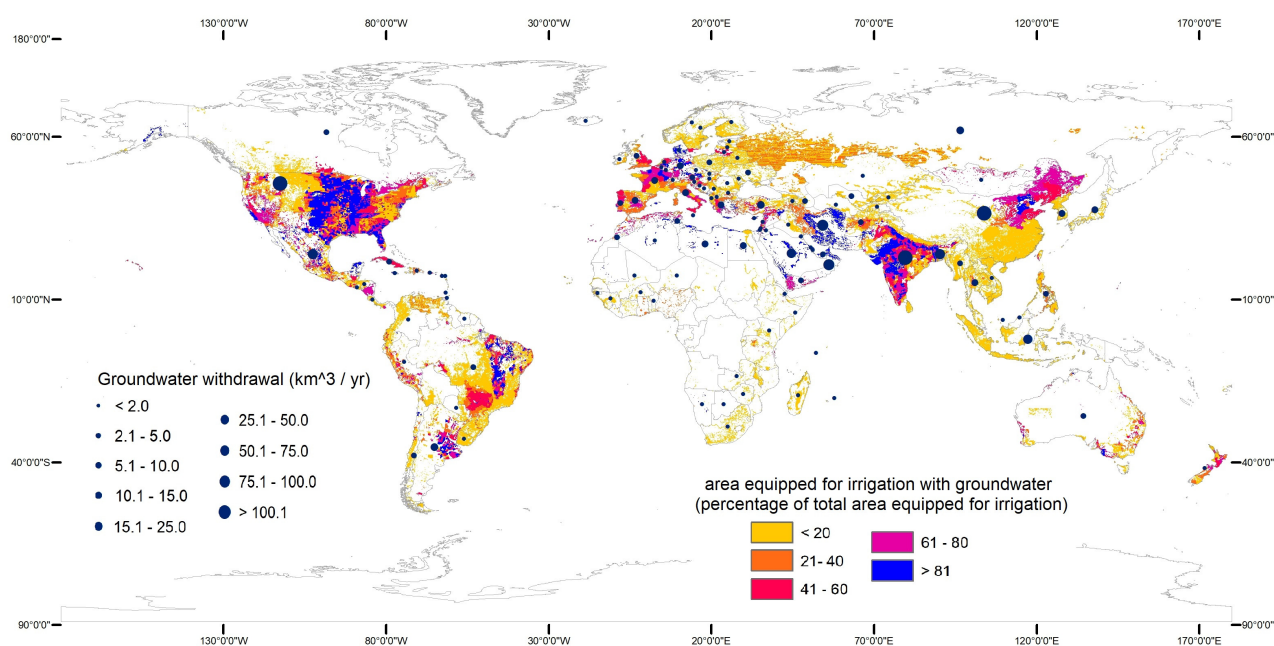 130°0'0"W 80°0'0"W 30°0'0"W 20°0'0"E 70°0'0"E 120°0'0"E 170°0'0"E
180°0'0"
60°0'0"N 60°0'0"N
10°0'0"N 10°0'0"N
40°0'0"S 40°0'0"S
90°0'0" 90°0'0"
Groundwater withdrawal (km^3 / yr)
< 2.0
2.1 - 5.0
5.1 - 10.0
10.1 - 15.0
15.1 - 25.0
25.1 - 50.0
50.1 - 75.0
75.1 - 100.0
> 100.1
area equipped for irrigation with groundwater
(percentage of total area equipped for irrigation)
< 20
21- 40
41 - 60
61 - 80
> 81
130°0'0"W 80°0'0"W 30°0'0"W 20°0'0"E 70°0'0"E 120°0'0"E 170°0'0"E